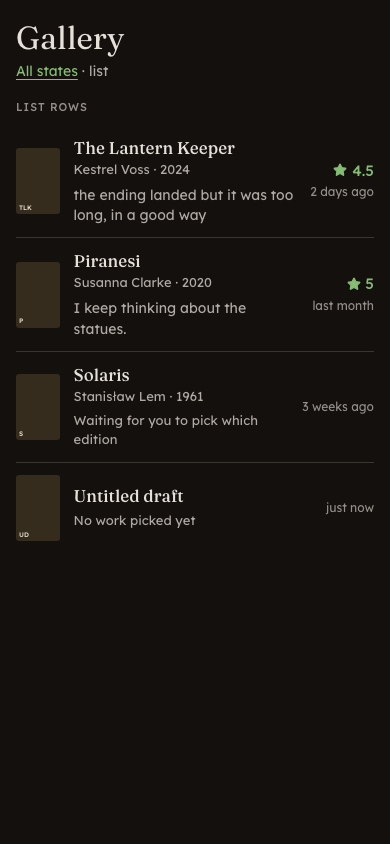 Gallery
All states · list
LIST ROWS
TLK
The Lantern Keeper
Kestrel Voss · 2024
the ending landed but it was too
long, in a good way
★ 4.5
2 days ago
P
Piranesi
Susanna Clarke · 2020
I keep thinking about the
statues.
★ 5
last month
S
Solaris
Stanisław Lem · 1961
Waiting for you to pick which
edition
3 weeks ago
UD
Untitled draft
No work picked yet
just now